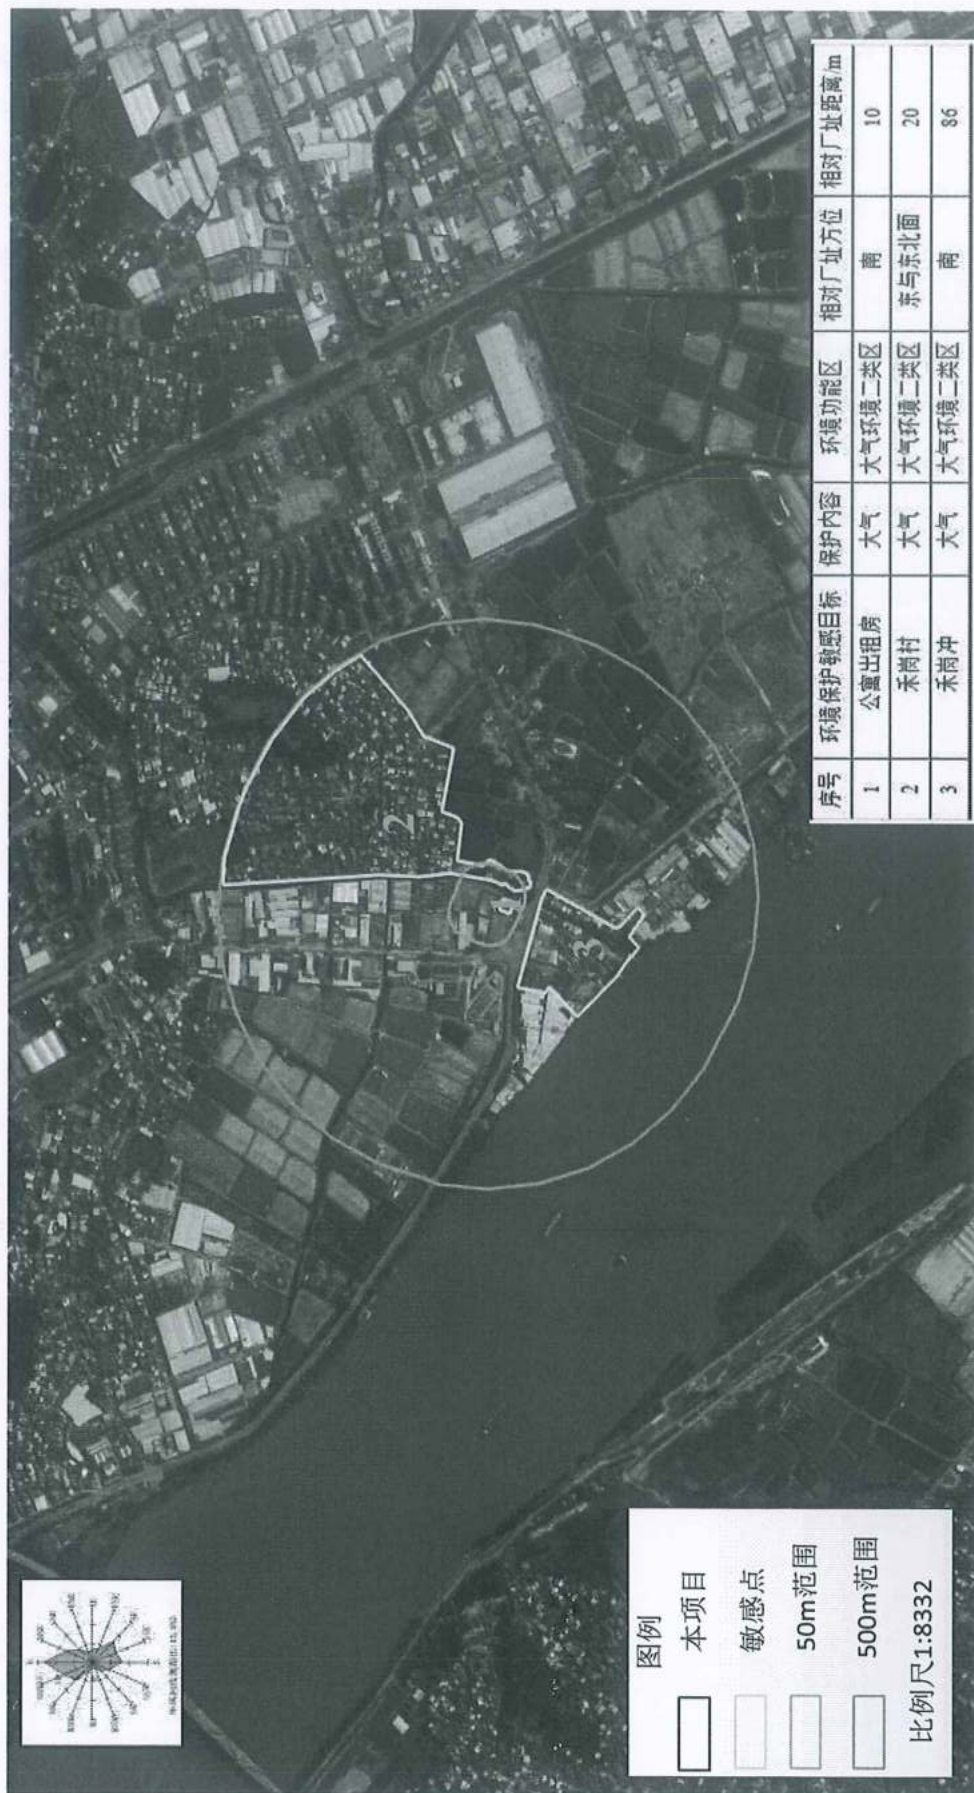 序号 环境保护敏感目标 保护内容 环境功能区 相对厂址方位 相对厂址距离/m
1 公寓出租房 大气 大气环境二类区 南 10
2 禾岗村 大气 大气环境二类区 东与东北面 20
3 禾岗冲 大气 大气环境二类区 南 86
1
2
3
图例
本项目
敏感点
50m范围
500m范围
比例尺1:8332